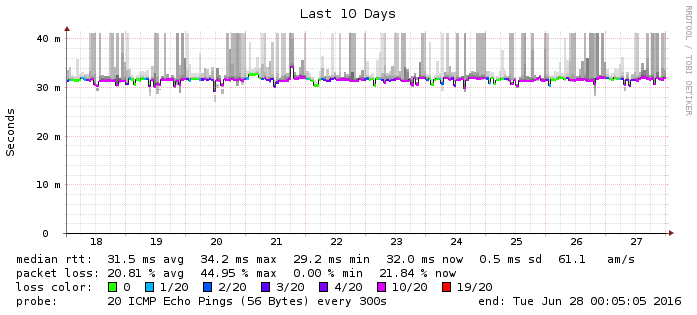 Last 10 Days
RRDTOOL / TOBI OETIKER
Seconds
40 m
30 m
20 m
10 m
0
18 19 20 21 22 23 24 25 26 27
median rtt: 31.5 ms avg 34.2 ms max 29.2 ms min 32.0 ms now 0.5 ms sd 61.1 am/s
packet loss: 20.81 % avg 44.95 % max 0.00 % min 21.84 % now
loss color: 0 1/20 2/20 3/20 4/20 10/20 19/20
probe: 20 ICMP Echo Pings (56 Bytes) every 300s end: Tue Jun 28 00:05:05 2016